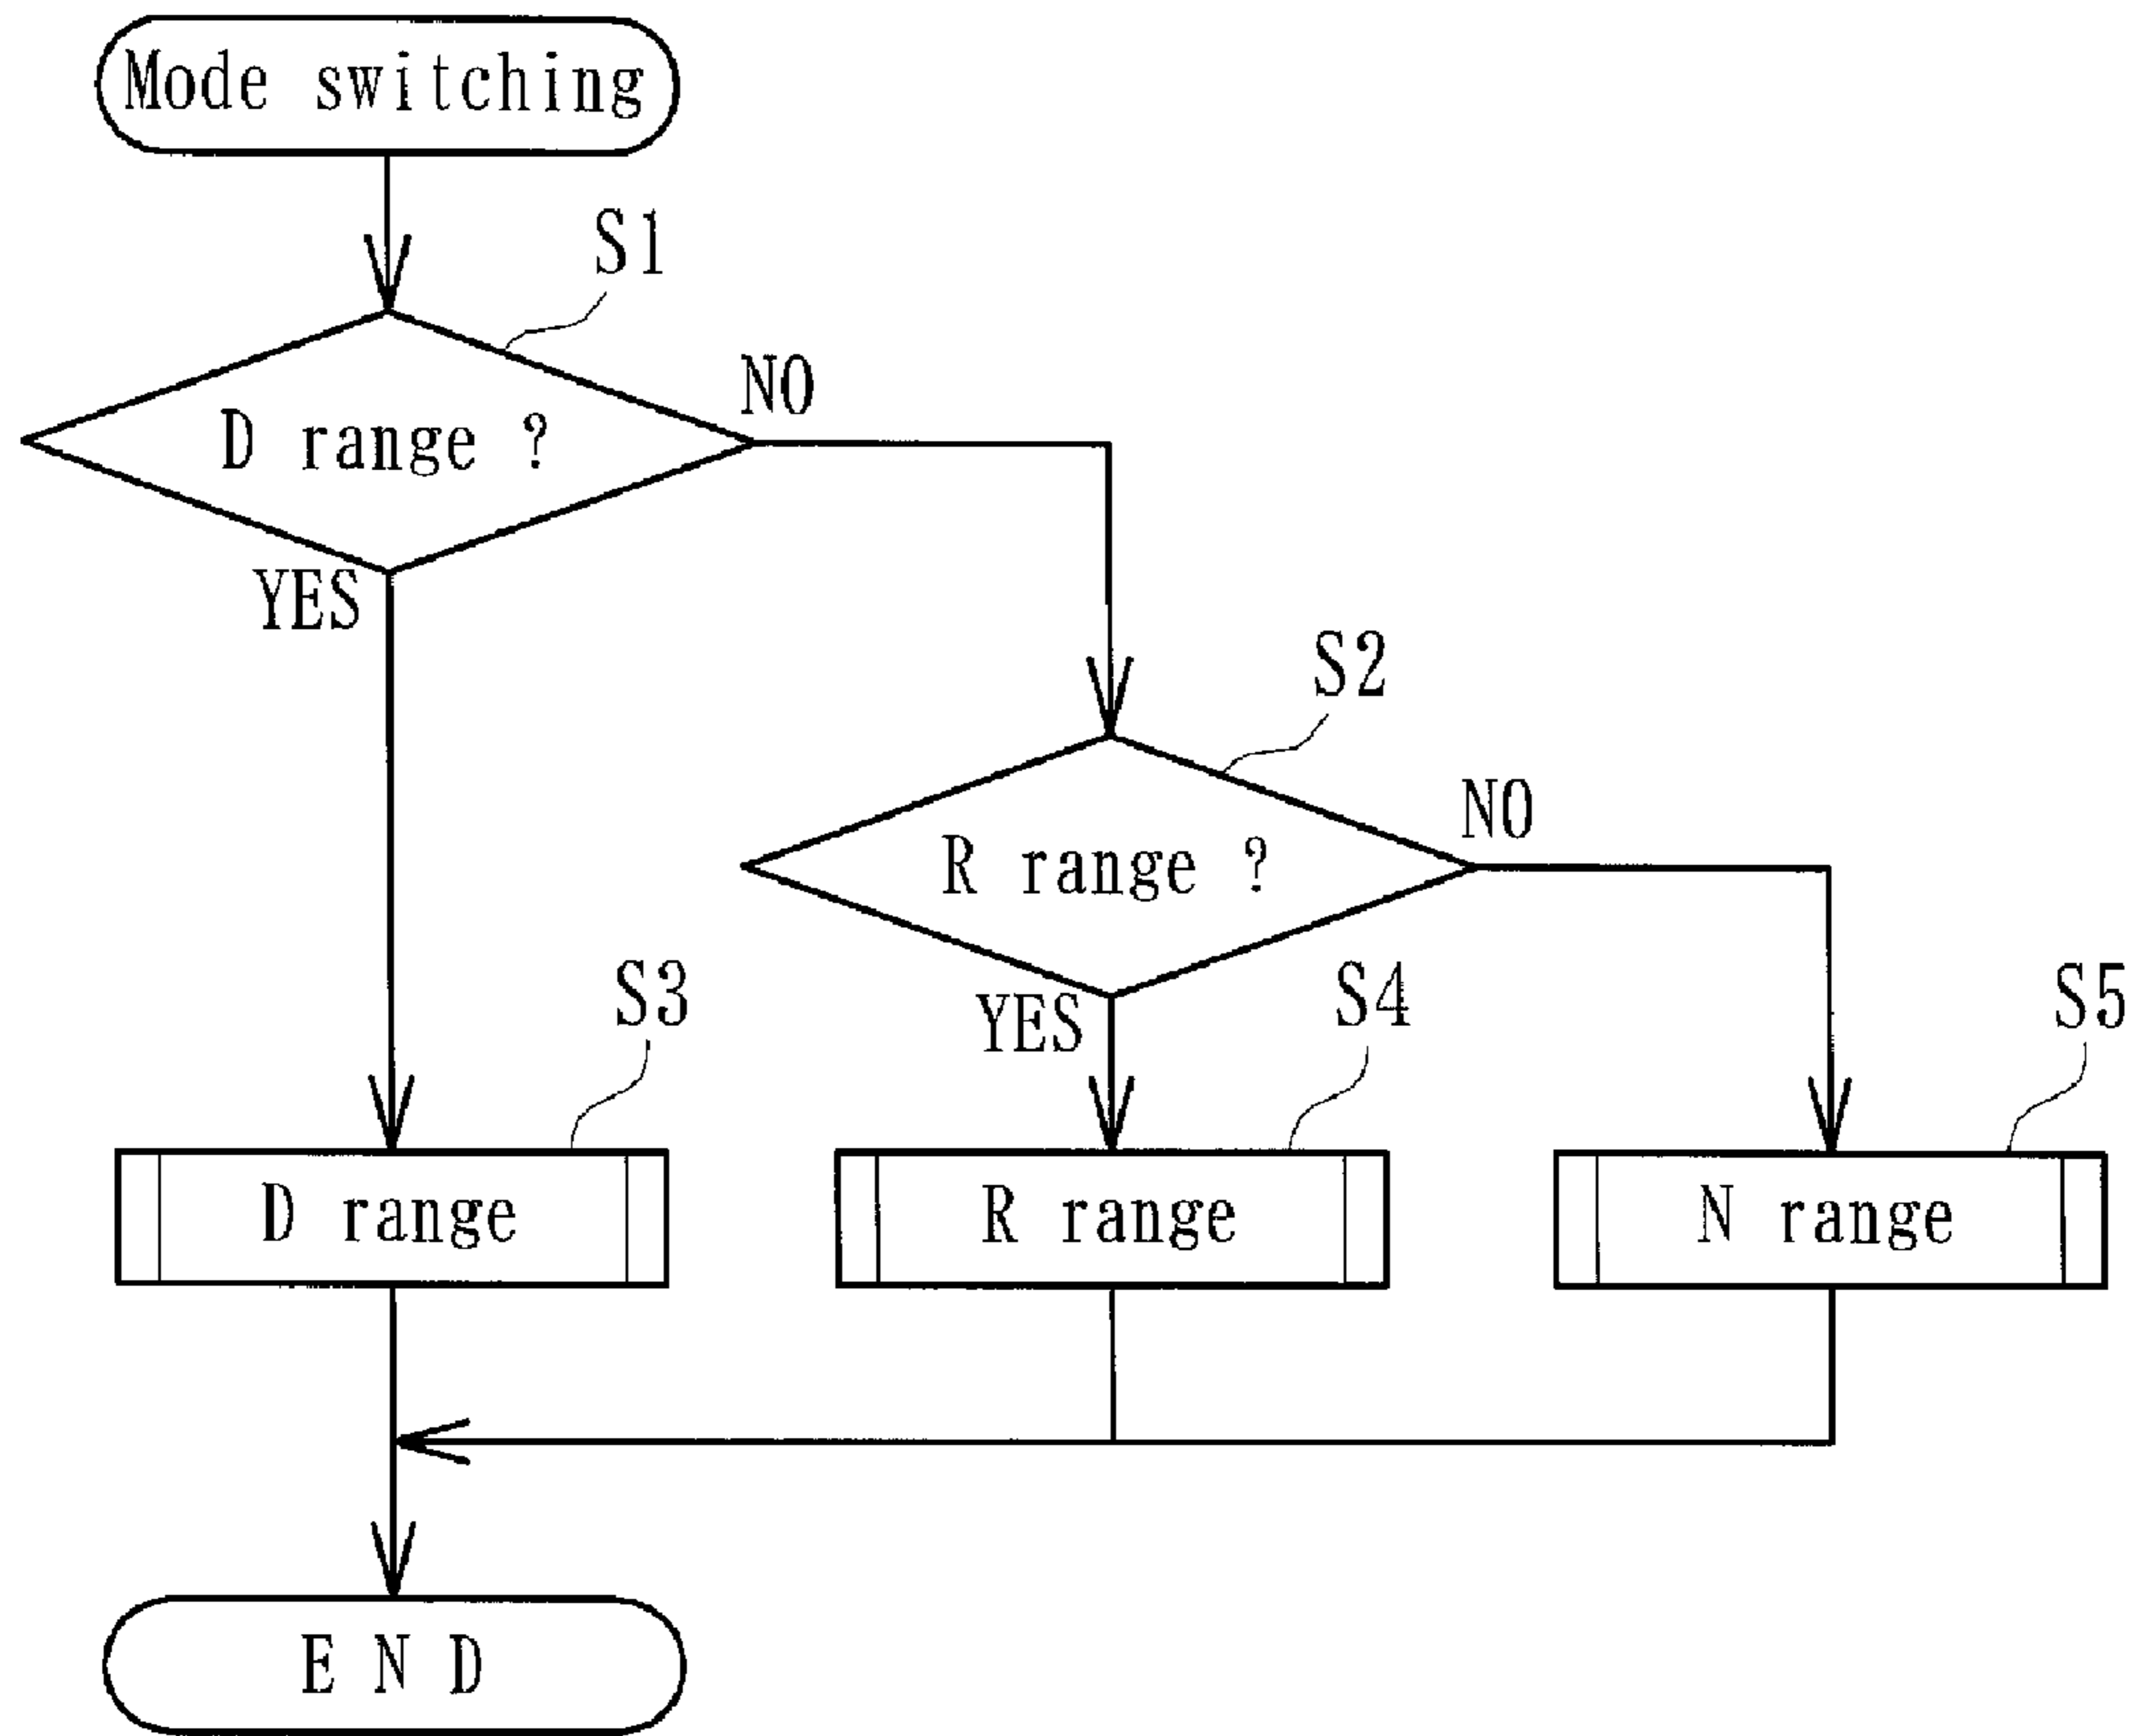 Mode switching
S1
NO
D range ?
YES
S2
NO
R range ?
S3
YES
S4
S5
D range
R range
N range
E N D